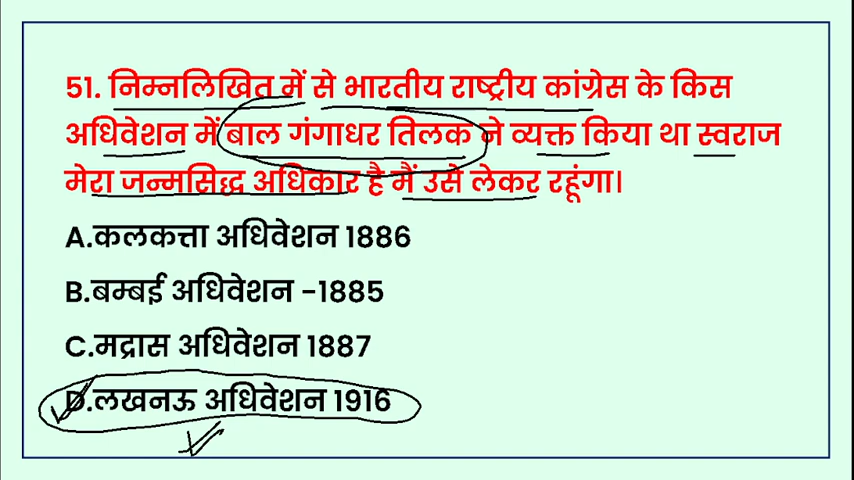 51. निम्नलिखित में से भारतीय राष्ट्रीय कांग्रेस के किस
अधिवेशन में बाल गंगाधर तिलक ने व्यक्त किया था स्वराज
मेरा जन्मसिद्ध अधिकार है मैं उसे लेकर रहूंगा।
A.कलकत्ता अधिवेशन 1886
B.बम्बई अधिवेशन -1885
C.मद्रास अधिवेशन 1887
D.लखनऊ अधिवेशन 1916